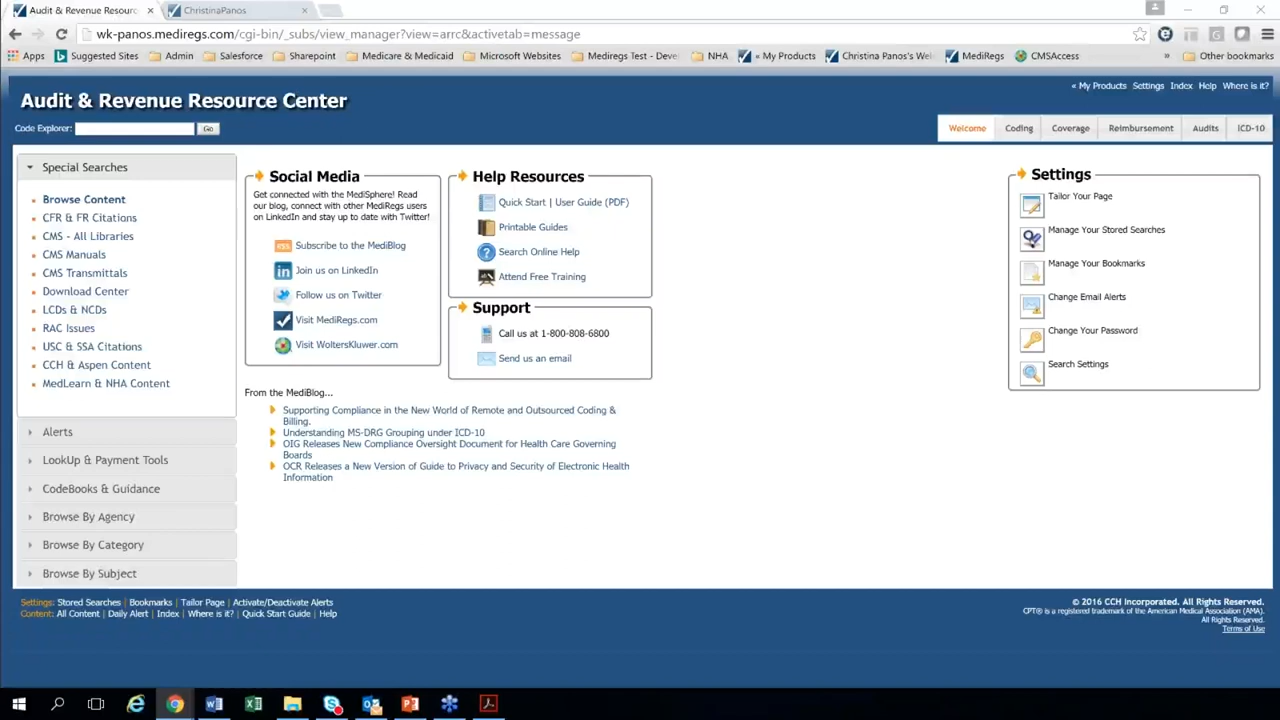 Audit & Revenue Resourc
ChristinaPanos
wk-panos.mediregs.com/cgi-bin/_subs/view_manager?view=arrc&activetab=message
Apps
Suggested Sites
Admin
Salesforce
Sharepoint
Medicare & Medicaid
Microsoft Websites
Mediregs Test - Deve
NHA
« My Products
Christina Panos's Wel
MediRegs
CMSAccess
»
Other bookmarks
« My Products Settings Index Help Where is it?
Audit & Revenue Resource Center
Code Explorer:
Go
Welcome
Coding
Coverage
Reimbursement
Audits
ICD-10
Special Searches
Browse Content
CFR & FR Citations
CMS - All Libraries
CMS Manuals
CMS Transmittals
Download Center
LCDs & NCDs
RAC Issues
USC & SSA Citations
CCH & Aspen Content
MedLearn & NHA Content
Alerts
LookUp & Payment Tools
CodeBooks & Guidance
Browse By Agency
Browse By Category
Browse By Subject
Social Media
Get connected with the MediSphere! Read
our blog, connect with other MediRegs users
on LinkedIn and stay up to date with Twitter!
RSS
Subscribe to the MediBlog
in
Join us on LinkedIn
Follow us on Twitter
Visit MediRegs.com
Visit WoltersKluwer.com
Help Resources
Quick Start | User Guide (PDF)
Printable Guides
Search Online Help
Attend Free Training
Support
Call us at 1-800-808-6800
Send us an email
From the MediBlog...
Supporting Compliance in the New World of Remote and Outsourced Coding &
Billing.
Understanding MS-DRG Grouping under ICD-10
OIG Releases New Compliance Oversight Document for Health Care Governing
Boards
OCR Releases a New Version of Guide to Privacy and Security of Electronic Health
Information
Settings
Tailor Your Page
Manage Your Stored Searches
Manage Your Bookmarks
Change Email Alerts
Change Your Password
Search Settings
Settings: Stored Searches | Bookmarks | Tailor Page | Activate/Deactivate Alerts
Content: All Content | Daily Alert | Index | Where is it? | Quick Start Guide | Help
© 2016 CCH Incorporated. All Rights Reserved.
CPT® is a registered trademark of the American Medical Association (AMA).
All Rights Reserved.
Terms of Use